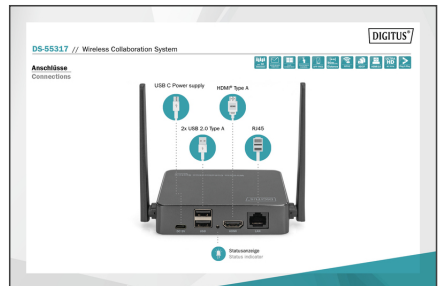 DIGITUS®
DS-55317 // Wireless Collaboration System
Anschlüsse
Connections
USB C Power supply
HDMI® Type A
2x USB 2.0 Type A
RJ45
Statusanzeige
Status indicator